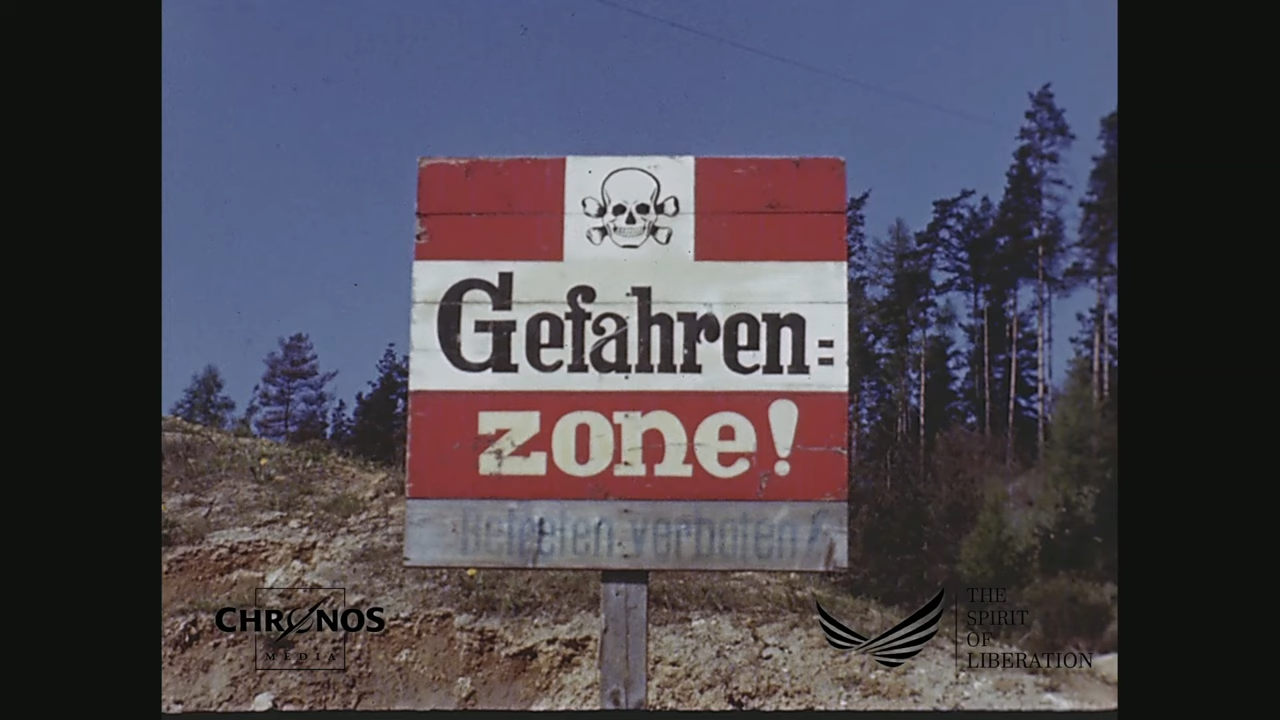 Gefahren=
zone!
Betreten verboten!
CHRONOS
MEDIA
THE
SPIRIT
OF
LIBERATION